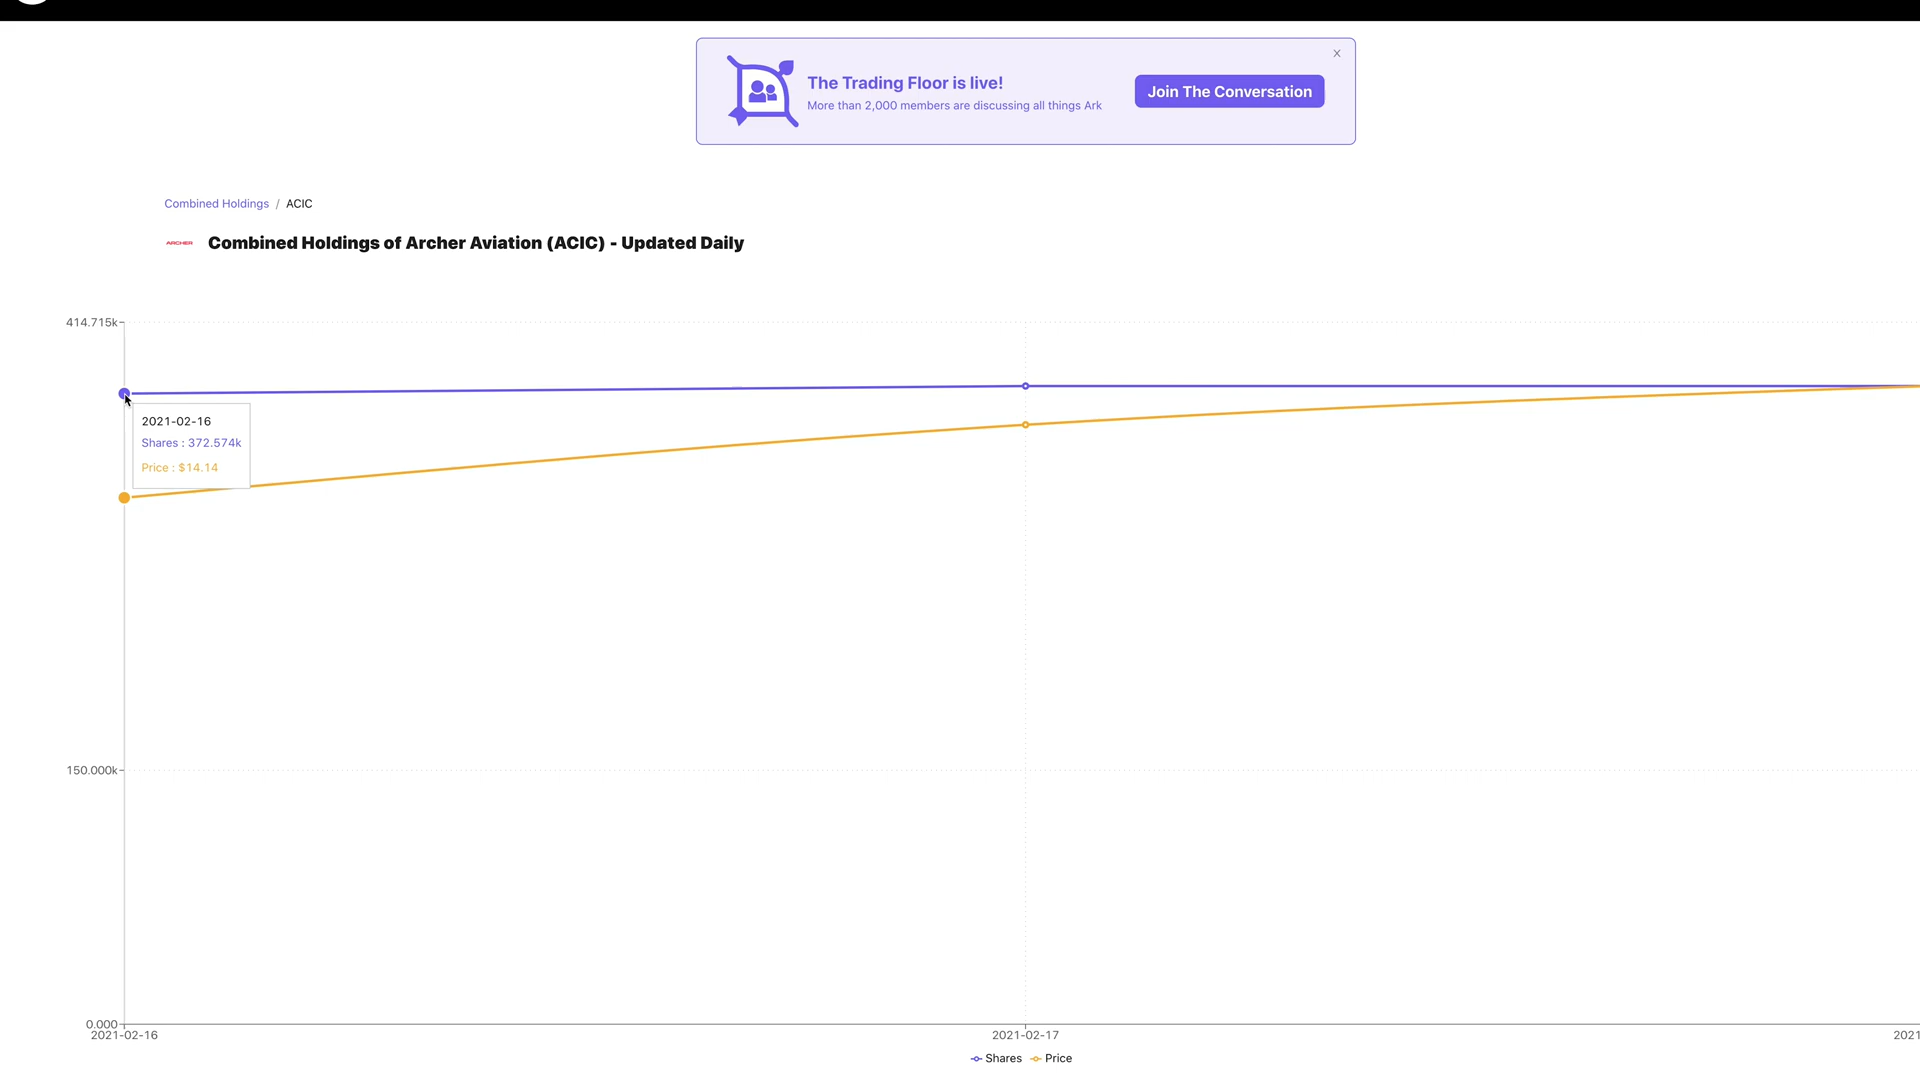 The Trading Floor is live!
More than 2,000 members are discussing all things Ark
Join The Conversation
Combined Holdings / ACIC
ARCHER
Combined Holdings of Archer Aviation (ACIC) - Updated Daily
414.715k
2021-02-16
Shares : 372.574k
Price : $14.14
150.000k
0.000
2021-02-16
2021-02-17
2021
Shares
Price